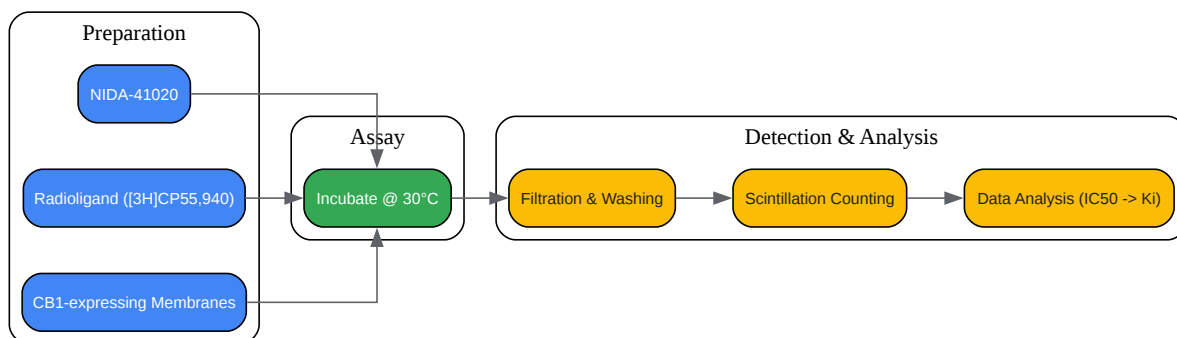 Preparation
NIDA-41020
Radioligand ([3H]CP55,940)
CB1-expressing Membranes
Assay
Incubate @ 30°C
Detection & Analysis
Filtration & Washing
Scintillation Counting
Data Analysis (IC50 -> Ki)